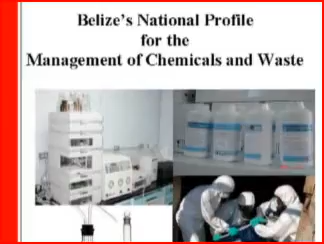 Belize's National Profile
for the
Management of Chemicals and Waste